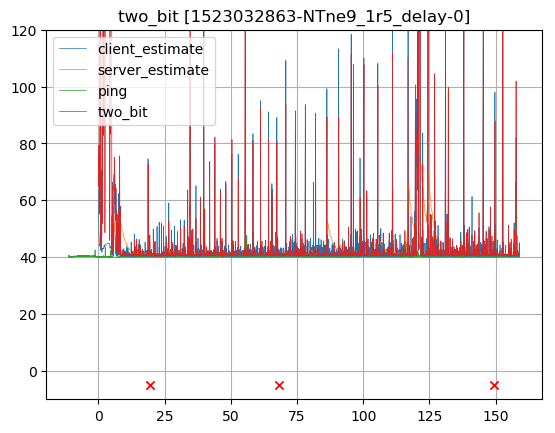 two_bit [1523032863-NTne9_1r5_delay-0]
120
100
80
60
40
20
0
client_estimate
server_estimate
ping
two_bit
0 25 50 75 100 125 150